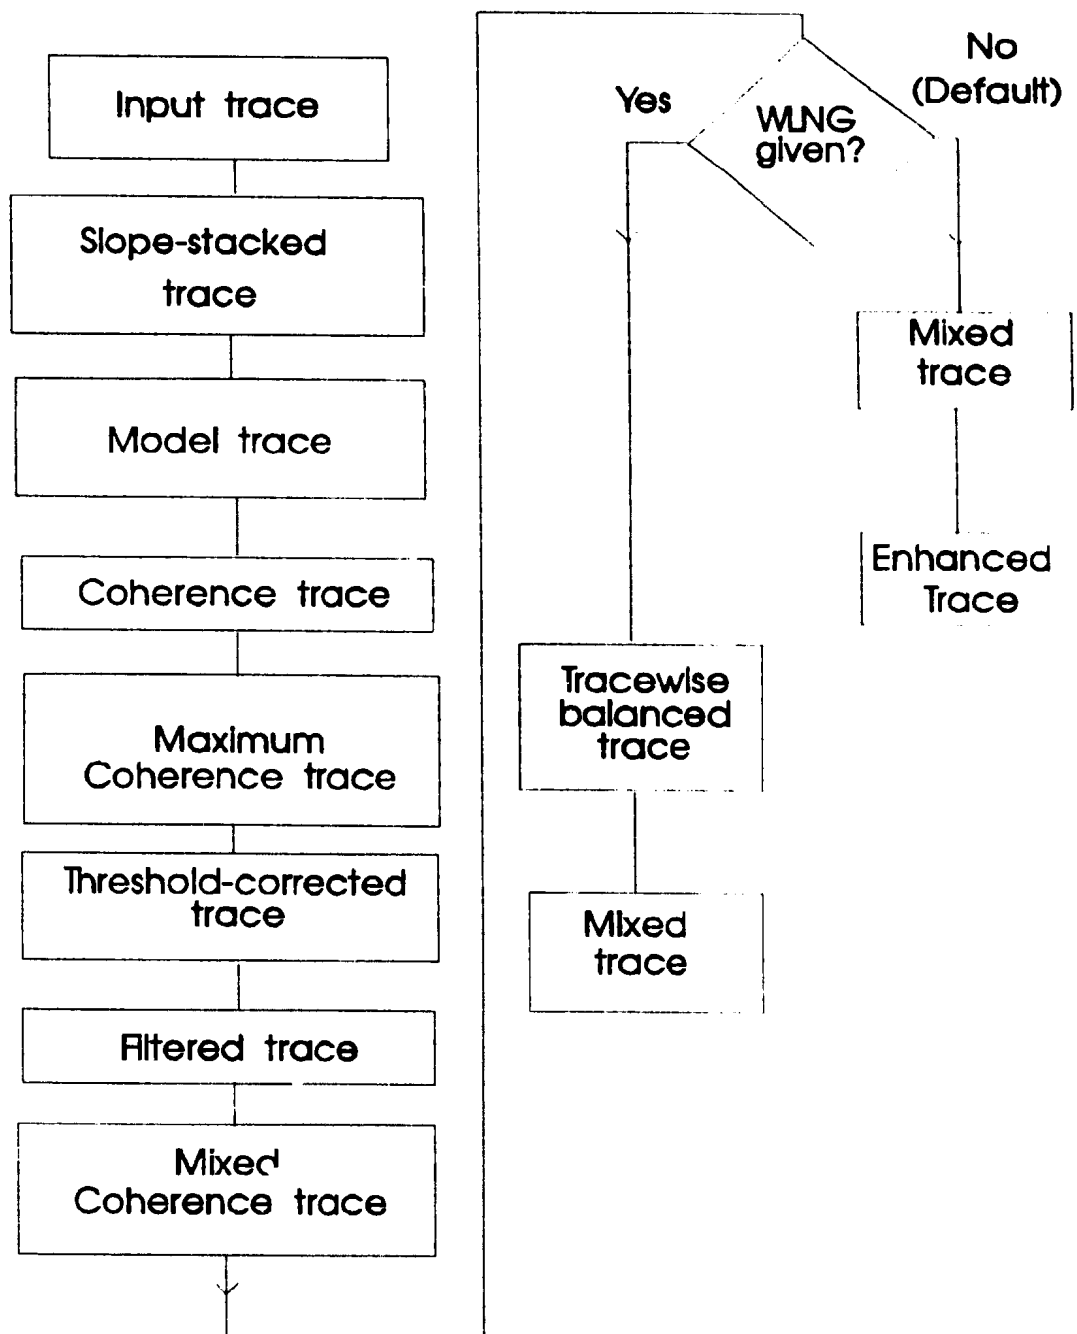 Input trace
Slope-stacked
trace
Model trace
Coherence trace
Maximum
Coherence trace
Threshold-corrected
trace
Filtered trace
Mixed
Coherence trace
Yes
No
(Default)
WLNG
given?
Mixed
trace
Enhanced
Trace
Tracewise
balanced
trace
Mixed
trace